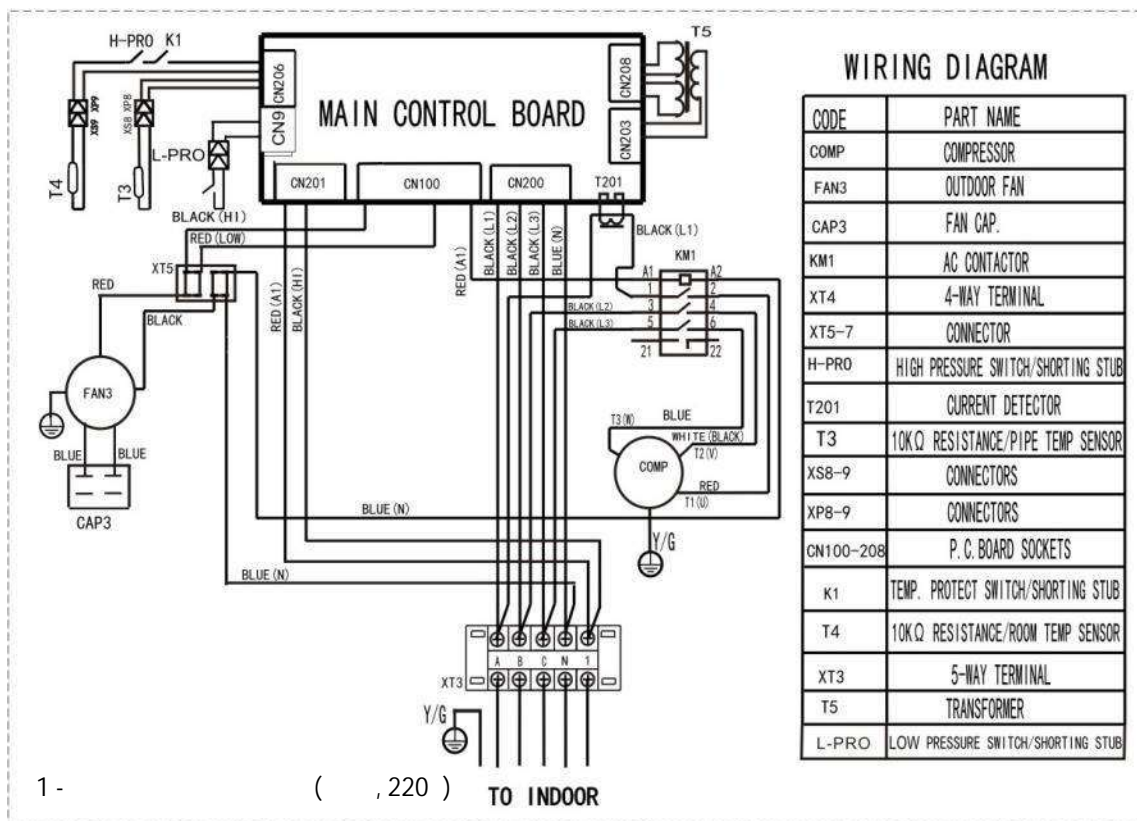 H-PRO K1
T5
CN206
CN208
XP9
XS9
XP8
XS8
CN9
MAIN CONTROL BOARD
CN203
L-PRO
T4
T3
CN201
CN100
CN200
T201
BLACK(HI)
RED(LOW)
BLACK(L1)
XT5
RED
BLACK
RED(A1)
BLACK(HI)
RED(A1)
BLACK(L1)
BLACK(L2)
BLACK(L3)
BLUE(N)
KM1
A1
A2
1
2
BLACK(L2)
3
4
BLACK(L3)
5
6
21
22
FAN3
BLUE
BLUE
CAP3
T3(W)
BLUE
WHITE(BLACK)
T2(V)
COMP
RED
T1(U)
BLUE(N)
Y/G
BLUE(N)
A B C N 1
XT3
Y/G
1 - ( , 220 )
TO INDOOR
WIRING DIAGRAM
CODE PART NAME
COMP COMPRESSOR
FAN3 OUTDOOR FAN
CAP3 FAN CAP.
KM1 AC CONTACTOR
XT4 4-WAY TERMINAL
XT5-7 CONNECTOR
H-PRO HIGH PRESSURE SWITCH/SHORTING STUB
T201 CURRENT DETECTOR
T3 10KΩ RESISTANCE/PIPE TEMP SENSOR
XS8-9 CONNECTORS
XP8-9 CONNECTORS
CN100-208 P.C.BOARD SOCKETS
K1 TEMP. PROTECT SWITCH/SHORTING STUB
T4 10KΩ RESISTANCE/ROOM TEMP SENSOR
XT3 5-WAY TERMINAL
T5 TRANSFORMER
L-PRO LOW PRESSURE SWITCH/SHORTING STUB